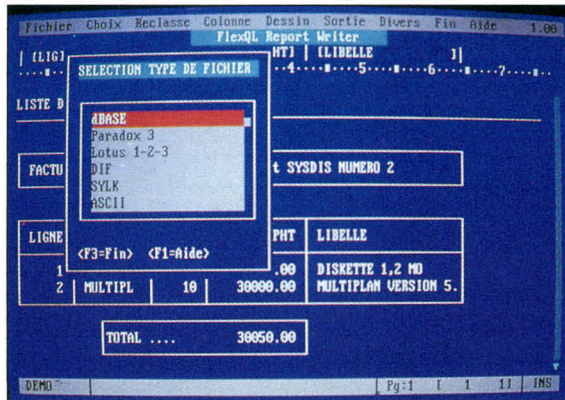 Fichier Choix Reclasse Colonne Dessin Sortie Divers Fin Aide 1.00
FlexQL Report Writer
[LIG] HT] [LIBELLE ]
4 5 6 7
SELECTION TYPE DE FICHIER
LISTE D
dBASE
Paradox 3
Lotus 1-2-3
DIF
SYLK
ASCII
FACTU t SYSDIS NUMERO 2
LIGNE PHT LIBELLE
<F3=Fin> <F1=Aide>
1 .00 DISKETTE 1,2 MO
2 MULTIPL 10 30000.00 MULTIPLAN VERSION 5.
TOTAL .... 30050.00
DEMO Pg:1 [ 1 1] INS